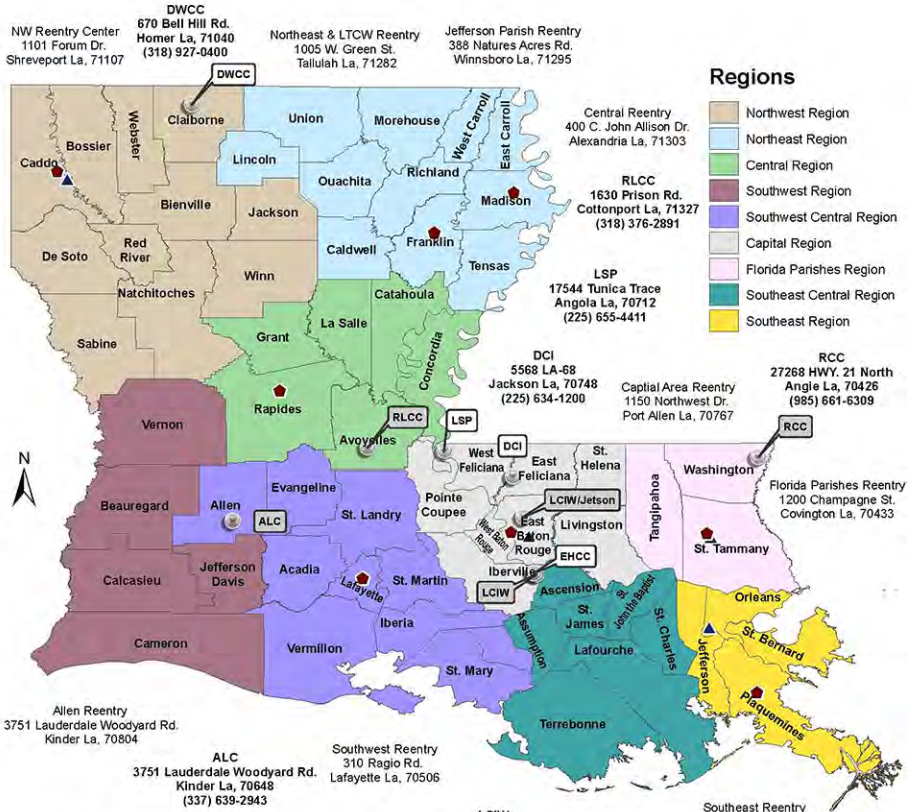 DWCC
670 Bell Hill Rd.
Homer La, 71040
(318) 927-0400
NW Reentry Center
1101 Forum Dr.
Shreveport La, 71107
Northeast & LTCW Reentry
1005 W. Green St.
Tallulah La, 71282
Jefferson Parish Reentry
388 Natures Acres Rd.
Winnsboro La, 71295
Regions
Northwest Region
Northeast Region
Central Region
Southwest Region
Southwest Central Region
Capital Region
Florida Parishes Region
Southeast Central Region
Southeast Region
Central Reentry
400 C. John Allison Dr.
Alexandria La, 71303
RLCC
1630 Prison Rd.
Cottonport La, 71327
(318) 376-2891
LSP
17544 Tunica Trace
Angola La, 70712
(225) 655-4411
DCI
5568 LA-68
Jackson La, 70748
(225) 634-1200
Captial Area Reentry
1150 Northwest Dr.
Port Allen La, 70767
RCC
27268 HWY. 21 North
Angie La, 70426
(985) 661-6309
Florida Parishes Reentry
1200 Champagne St.
Covington La, 70433
DWCC
Claiborne
Webster
Bossier
Caddo
Union
Morehouse
West Carroll
East Carroll
Lincoln
Ouachita
Richland
Madison
Bienville
Jackson
Caldwell
Franklin
Tensas
De Soto
Red
River
Winn
Natchitoches
Sabine
Grant
La Salle
Catahoula
Concordia
Rapides
Avoyelles
RLCC
LSP
DCI
Vernon
N
Beauregard
Allen
ALC
Evangeline
St. Landry
Calcasieu
Jefferson
Davis
Acadia
Lafayette
St. Martin
Cameron
Vermilion
Iberia
St. Mary
West Feliciana
East
Feliciana
St.
Helena
Pointe
Coupee
LCIW/Jetson
West Baton
Rouge
East
Baton
Rouge
Livingston
EHCC
Iberville
LCIW
Tangipahoa
Washington
RCC
St. Tammany
Ascension
Assumption
St.
James
St.
John the Baptist
St. Charles
Lafourche
Terrebonne
Orleans
St. Bernard
Jefferson
Plaquemines
Allen Reentry
3751 Lauderdale Woodyard Rd.
Kinder La, 70804
ALC
3751 Lauderdale Woodyard Rd.
Kinder La, 70648
(337) 639-2943
Southwest Reentry
310 Ragio Rd.
Lafayette La, 70506
Southeast Reentry